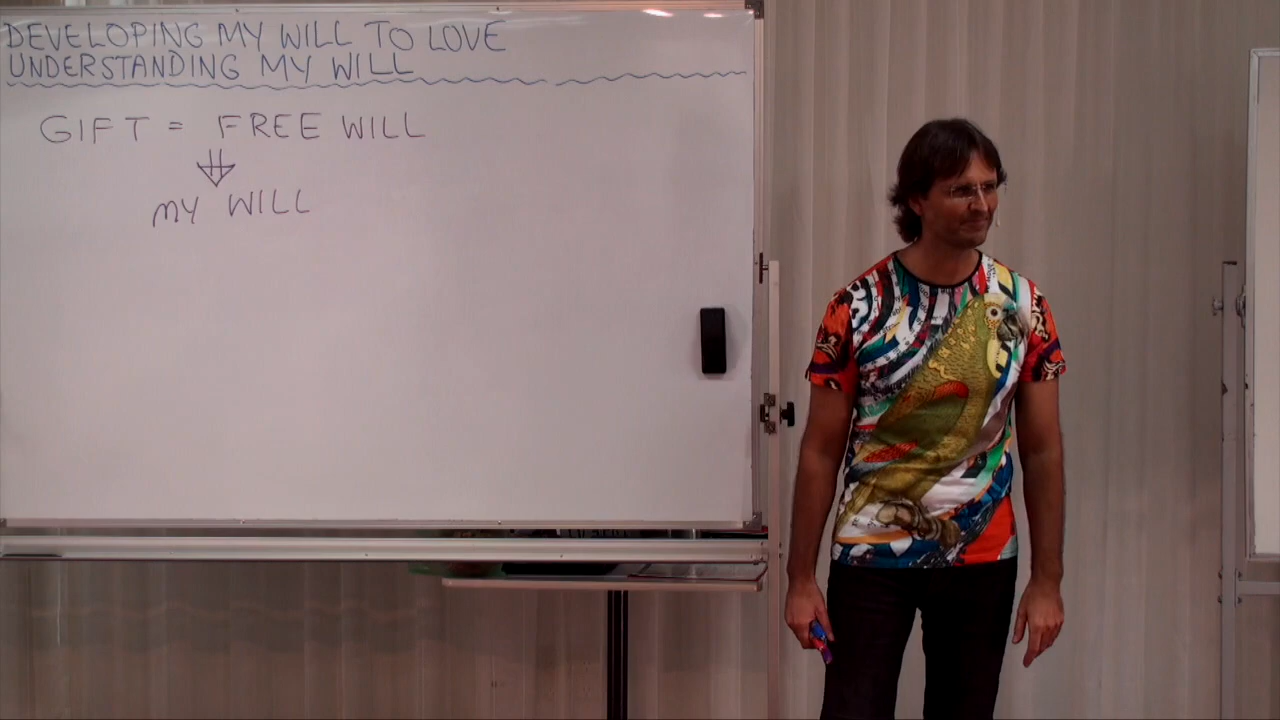 DEVELOPING MY WILL TO LOVE
UNDERSTANDING MY WILL
GIFT = FREE WILL
MY WILL